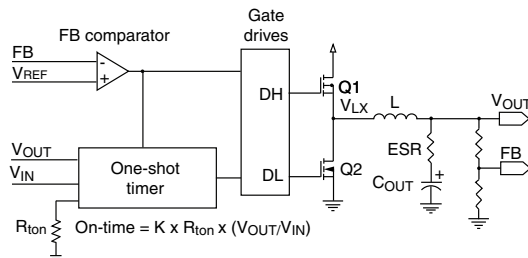 Gate
drives
FB comparator
FB
VREF
-
+
DH
Q1
VLX
L
VOUT
ESR
FB
VOUT
VIN
One-shot
timer
DL
Q2
COUT
+
Rton
On-time = K x Rton x (VOUT/VIN)